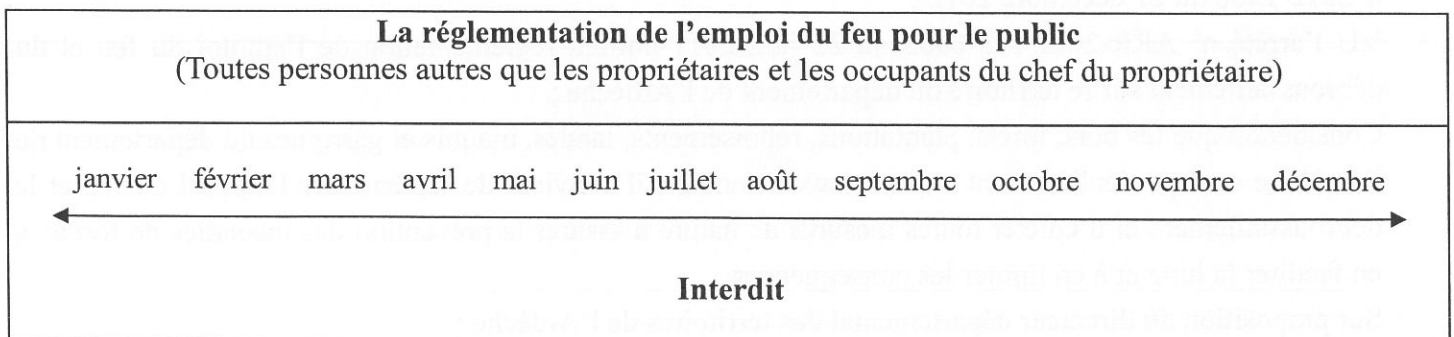 La réglementation de l'emploi du feu pour le public
(Toutes personnes autres que les propriétaires et les occupants du chef du propriétaire)
janvier février mars avril mai juin juillet août septembre octobre novembre décembre
Interdit